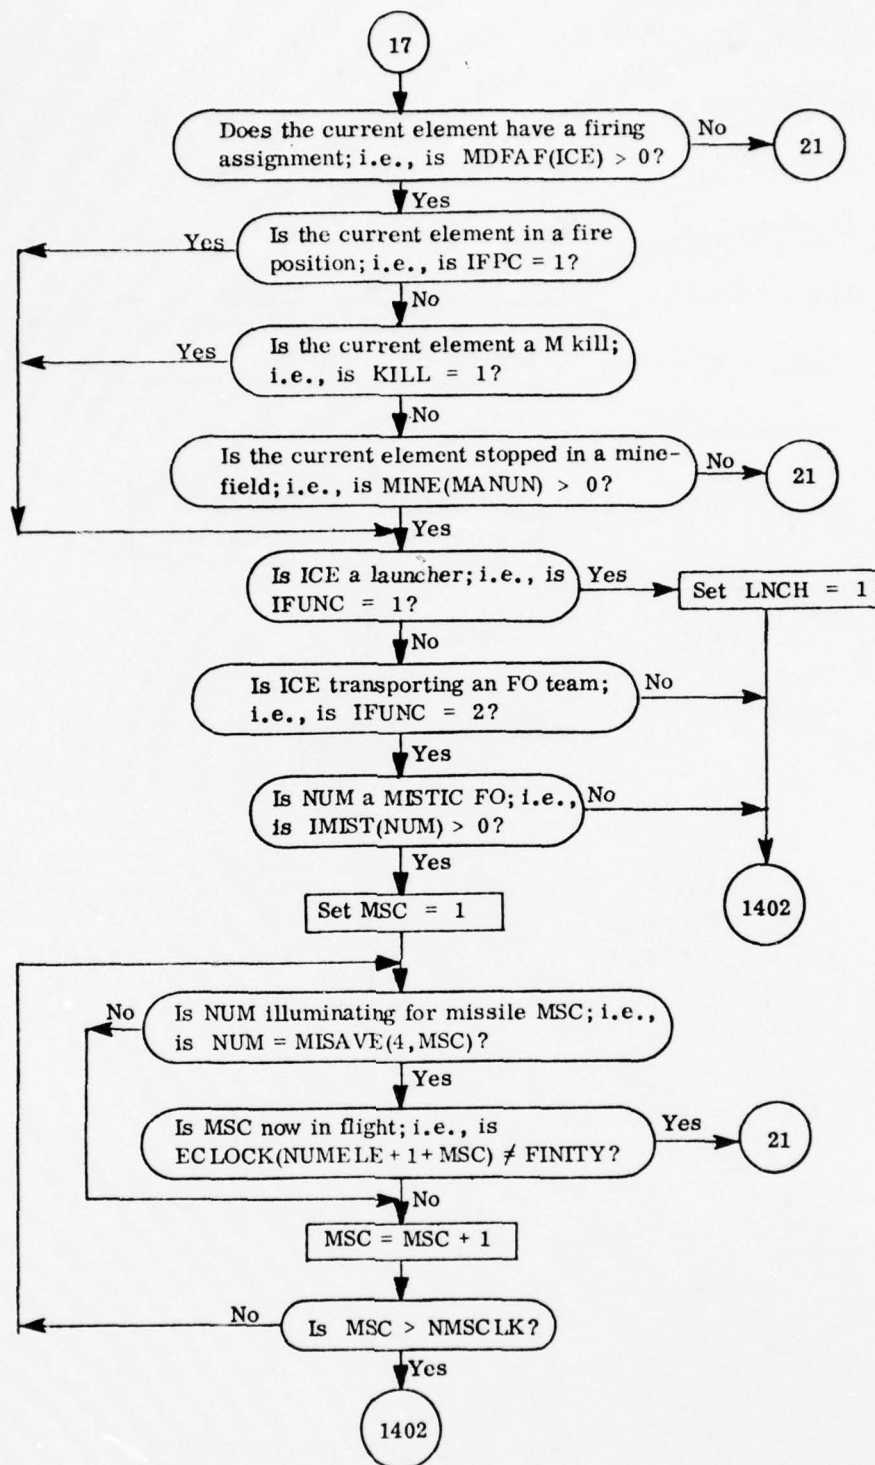 17
Does the current element have a firing
assignment; i.e., is MDFAF(ICE) > 0?
No
21
Yes
Is the current element in a fire
position; i.e., is IFPC = 1?
Yes
No
Is the current element a M kill;
i.e., is KILL = 1?
Yes
No
Is the current element stopped in a mine-
field; i.e., is MINE(MANUN) > 0?
No
21
Yes
Is ICE a launcher; i.e., is
IFUNC = 1?
Yes
Set LNCH = 1
No
Is ICE transporting an FO team;
i.e., is IFUNC = 2?
No
Yes
Is NUM a MISTIC FO; i.e.,
is IMIST(NUM) > 0?
No
Yes
Set MSC = 1
1402
Is NUM illuminating for missile MSC; i.e.,
is NUM = MISAVE(4,MSC)?
No
Yes
Is MSC now in flight; i.e., is
ECLOCK(NUMELE + 1 + MSC) ≠ FINITY?
Yes
21
No
MSC = MSC + 1
Is MSC > NMSCLK?
No
Yes
1402